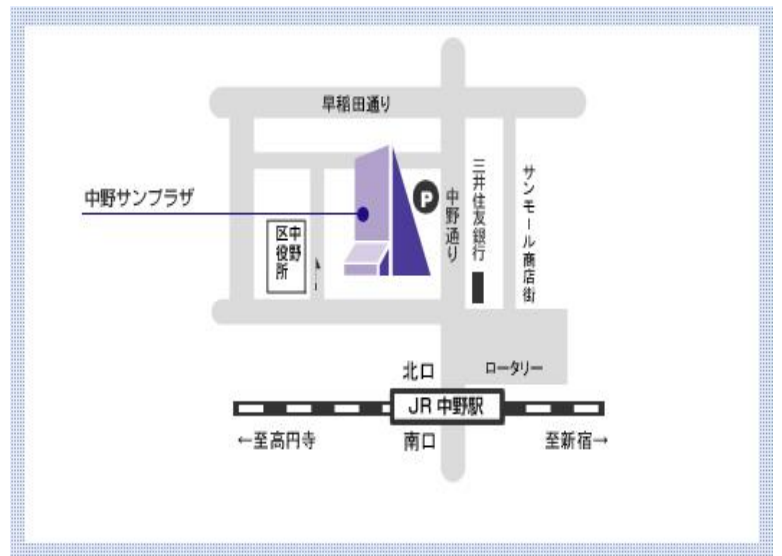 早稲田通り
中野サンプラザ
P
中野通り
三井住友銀行
サンモール商店街
中野
区役所
北口
ロータリー
JR 中野駅
←至高円寺
南口
至新宿→